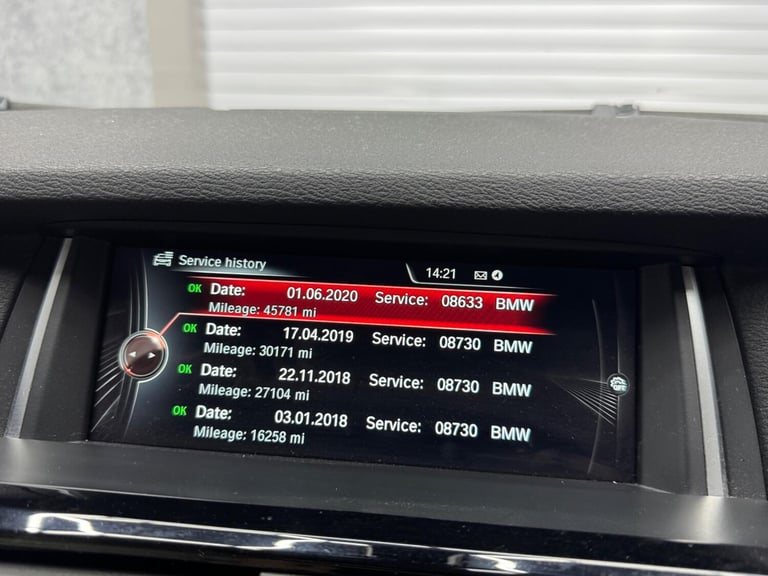 Service history
14:21
OK Date: 01.06.2020 Service: 08633 BMW
Mileage: 45781 mi
OK Date: 17.04.2019 Service: 08730 BMW
Mileage: 30171 mi
OK Date: 22.11.2018 Service: 08730 BMW
Mileage: 27104 mi
OK Date: 03.01.2018 Service: 08730 BMW
Mileage: 16258 mi